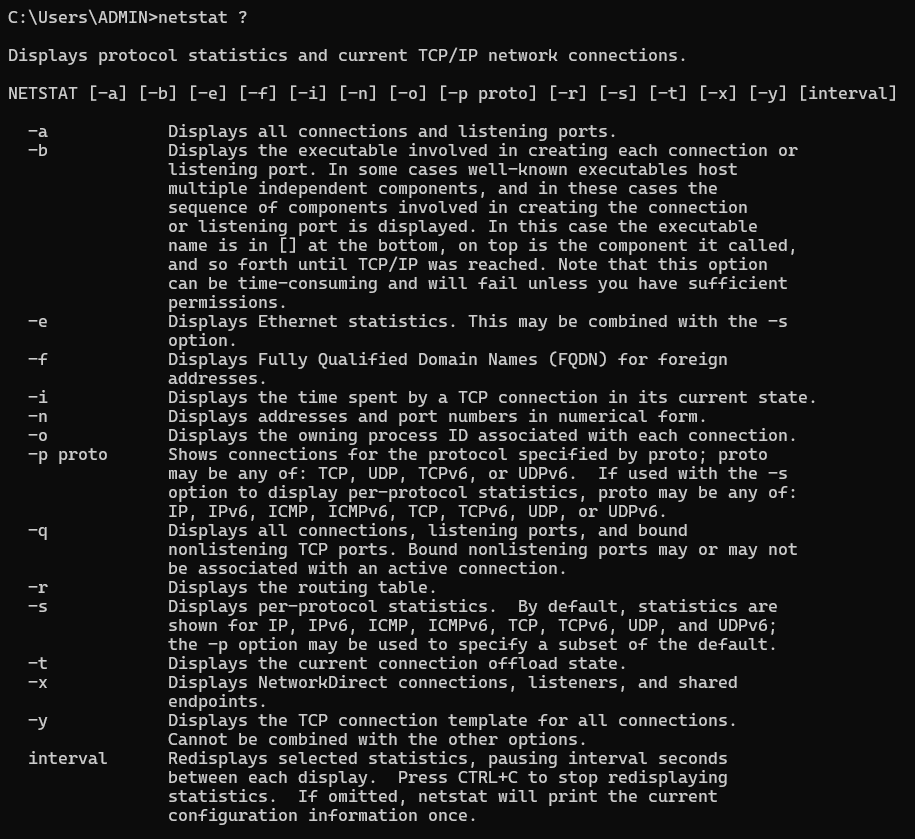 C:\Users\ADMIN>netstat ?
Displays protocol statistics and current TCP/IP network connections.
NETSTAT [-a] [-b] [-e] [-f] [-i] [-n] [-o] [-p proto] [-r] [-s] [-t] [-x] [-y] [interval]
-a Displays all connections and listening ports.
-b Displays the executable involved in creating each connection or
listening port. In some cases well-known executables host
multiple independent components, and in these cases the
sequence of components involved in creating the connection
or listening port is displayed. In this case the executable
name is in [] at the bottom, on top is the component it called,
and so forth until TCP/IP was reached. Note that this option
can be time-consuming and will fail unless you have sufficient
permissions.
-e Displays Ethernet statistics. This may be combined with the -s
option.
-f Displays Fully Qualified Domain Names (FQDN) for foreign
addresses.
-i Displays the time spent by a TCP connection in its current state.
-n Displays addresses and port numbers in numerical form.
-o Displays the owning process ID associated with each connection.
-p proto Shows connections for the protocol specified by proto; proto
may be any of: TCP, UDP, TCPv6, or UDPv6.  If used with the -s
option to display per-protocol statistics, proto may be any of:
IP, IPv6, ICMP, ICMPv6, TCP, TCPv6, UDP, or UDPv6.
-q Displays all connections, listening ports, and bound
nonlistening TCP ports. Bound nonlistening ports may or may not
be associated with an active connection.
-r Displays the routing table.
-s Displays per-protocol statistics.  By default, statistics are
shown for IP, IPv6, ICMP, ICMPv6, TCP, TCPv6, UDP, and UDPv6;
the -p option may be used to specify a subset of the default.
-t Displays the current connection offload state.
-x Displays NetworkDirect connections, listeners, and shared
endpoints.
-y Displays the TCP connection template for all connections.
Cannot be combined with the other options.
interval Redisplays selected statistics, pausing interval seconds
between each display.  Press CTRL+C to stop redisplaying
statistics.  If omitted, netstat will print the current
configuration information once.